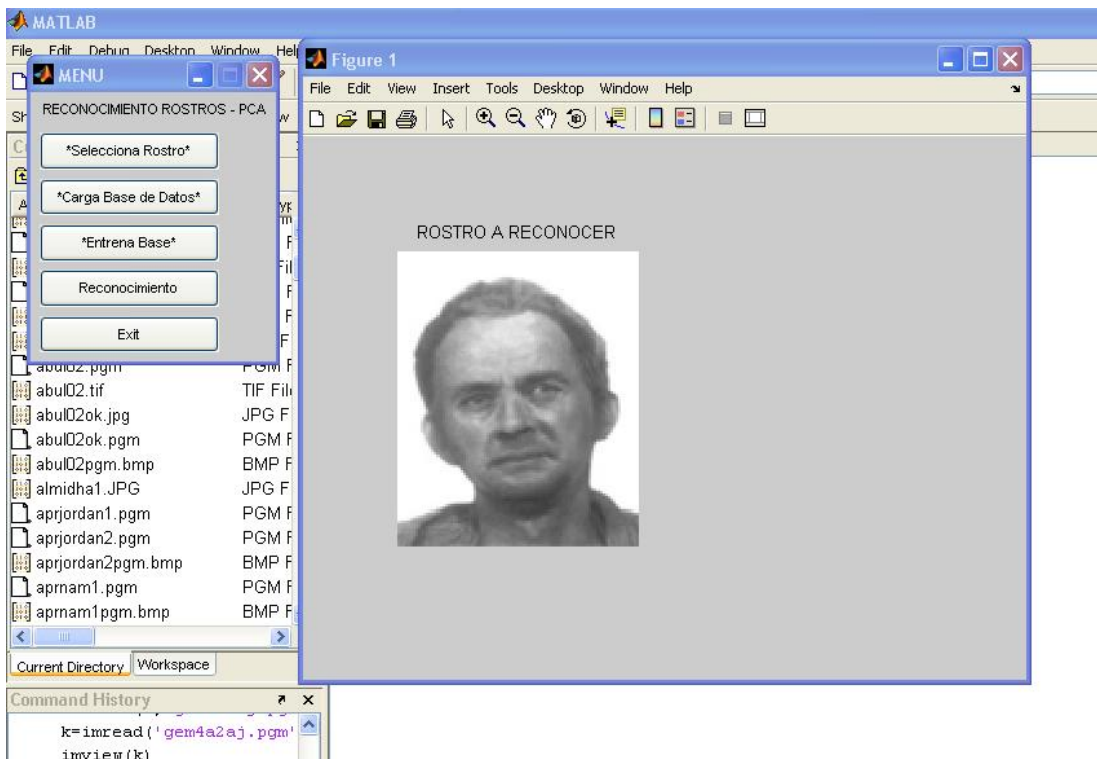 MATLAB
File Edit Debug Desktop Window Help
MENU
RECONOCIMIENTO ROSTROS - PCA
*Selecciona Rostro*
*Carga Base de Datos*
*Entrena Base*
Reconocimiento
Exit
Figure 1
File Edit View Insert Tools Desktop Window Help
ROSTRO A RECONOCER
abul02.pgm PGM F
abul02.tif TIF File
abul02ok.jpg JPG F
abul02ok.pgm PGM F
abul02pgm.bmp BMP F
almidha1.JPG JPG F
aprjordan1.pgm PGM F
aprjordan2.pgm PGM F
aprjordan2pgm.bmp BMP F
aprnam1.pgm PGM F
aprnam1pgm.bmp BMP F
Current Directory Workspace
Command History
k=imread('gem4a2aj.pgm'
imview(k)